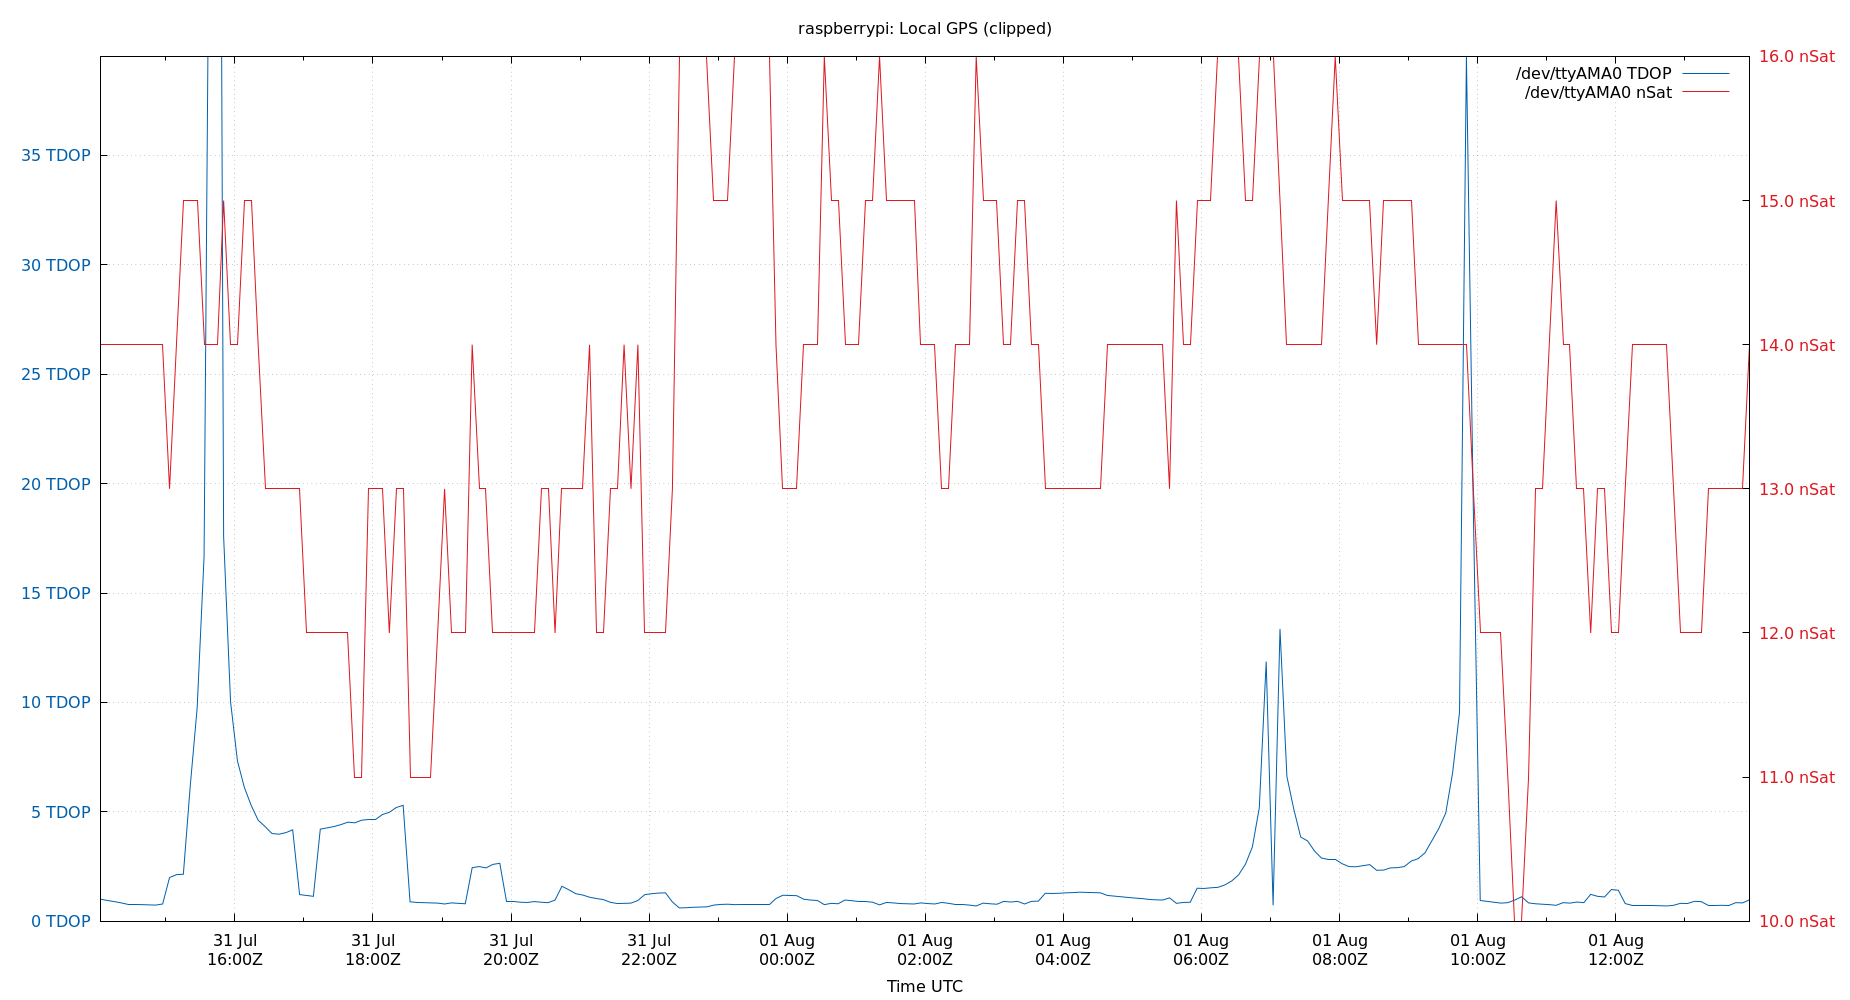 raspberrypi: Local GPS (clipped)
/dev/ttyAMA0 TDOP
/dev/ttyAMA0 nSat
35 TDOP
30 TDOP
25 TDOP
20 TDOP
15 TDOP
10 TDOP
5 TDOP
0 TDOP
16.0 nSat
15.0 nSat
14.0 nSat
13.0 nSat
12.0 nSat
11.0 nSat
10.0 nSat
31 Jul
16:00Z
31 Jul
18:00Z
31 Jul
20:00Z
31 Jul
22:00Z
01 Aug
00:00Z
01 Aug
02:00Z
01 Aug
04:00Z
01 Aug
06:00Z
01 Aug
08:00Z
01 Aug
10:00Z
01 Aug
12:00Z
Time UTC